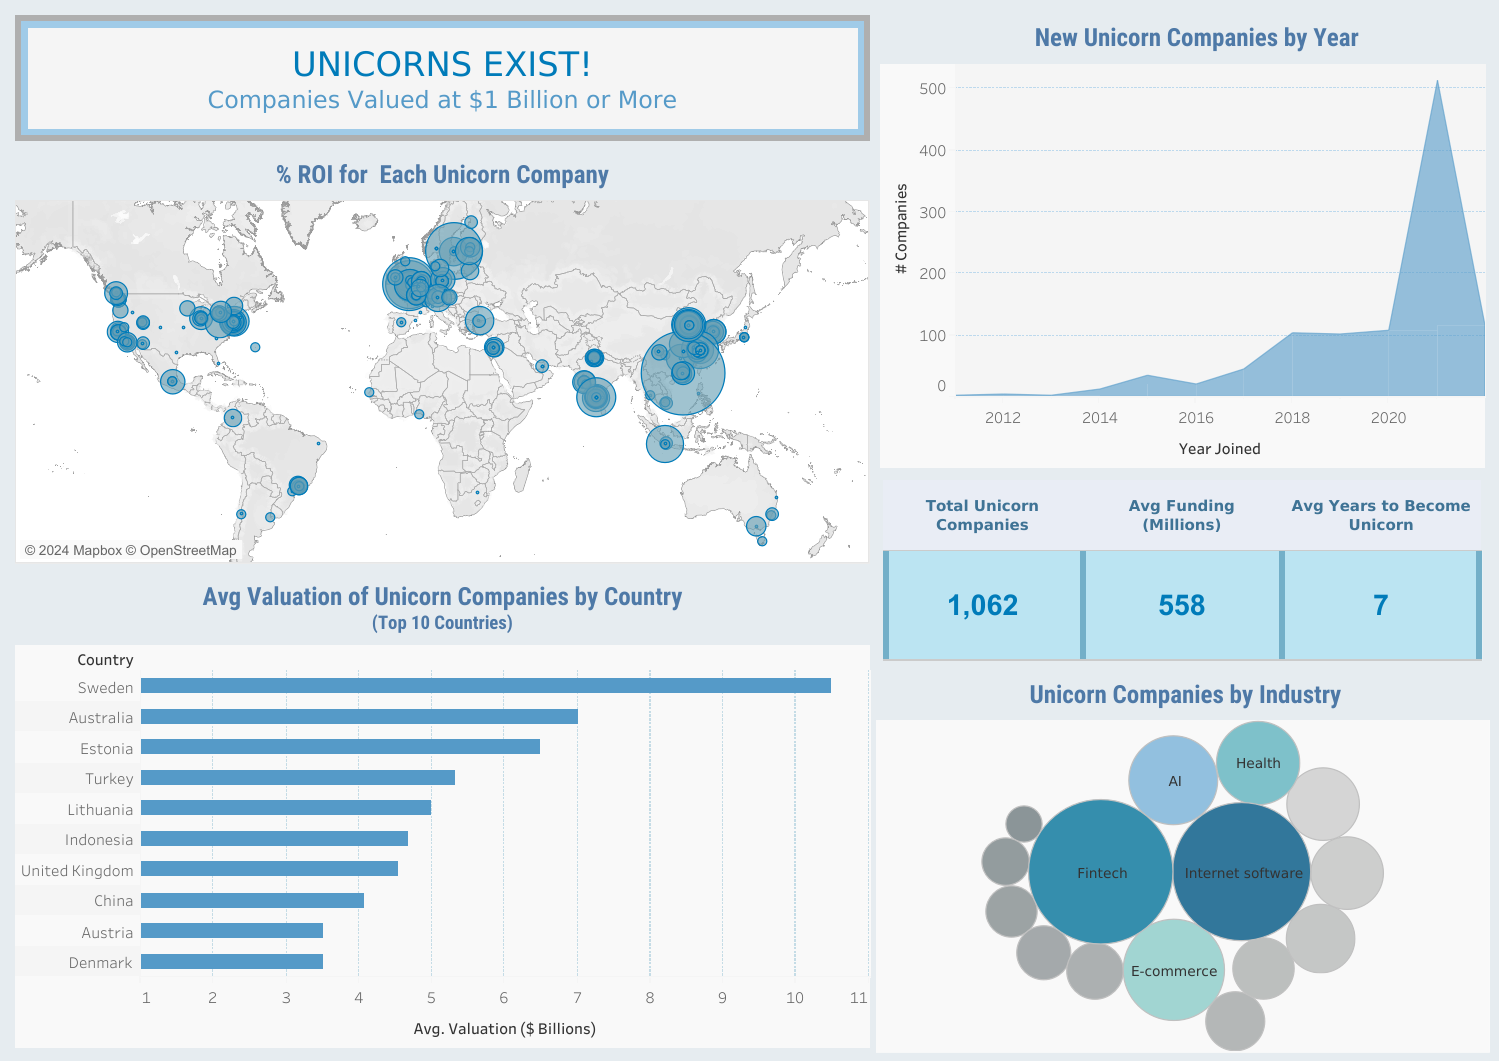 UNICORNS EXIST!
Companies Valued at $1 Billion or More
% ROI for  Each Unicorn Company
© 2024 Mapbox © OpenStreetMap
Avg Valuation of Unicorn Companies by Country
(Top 10 Countries)
Country
Sweden
Australia
Estonia
Turkey
Lithuania
Indonesia
United Kingdom
China
Austria
Denmark
1 2 3 4 5 6 7 8 9 10 11
Avg. Valuation ($ Billions)
New Unicorn Companies by Year
# Companies
500
400
300
200
100
0
2012 2014 2016 2018 2020
Year Joined
Total Unicorn
Companies
Avg Funding
(Millions)
Avg Years to Become
Unicorn
1,062 558 7
Unicorn Companies by Industry
Health
AI
Fintech Internet software
E-commerce